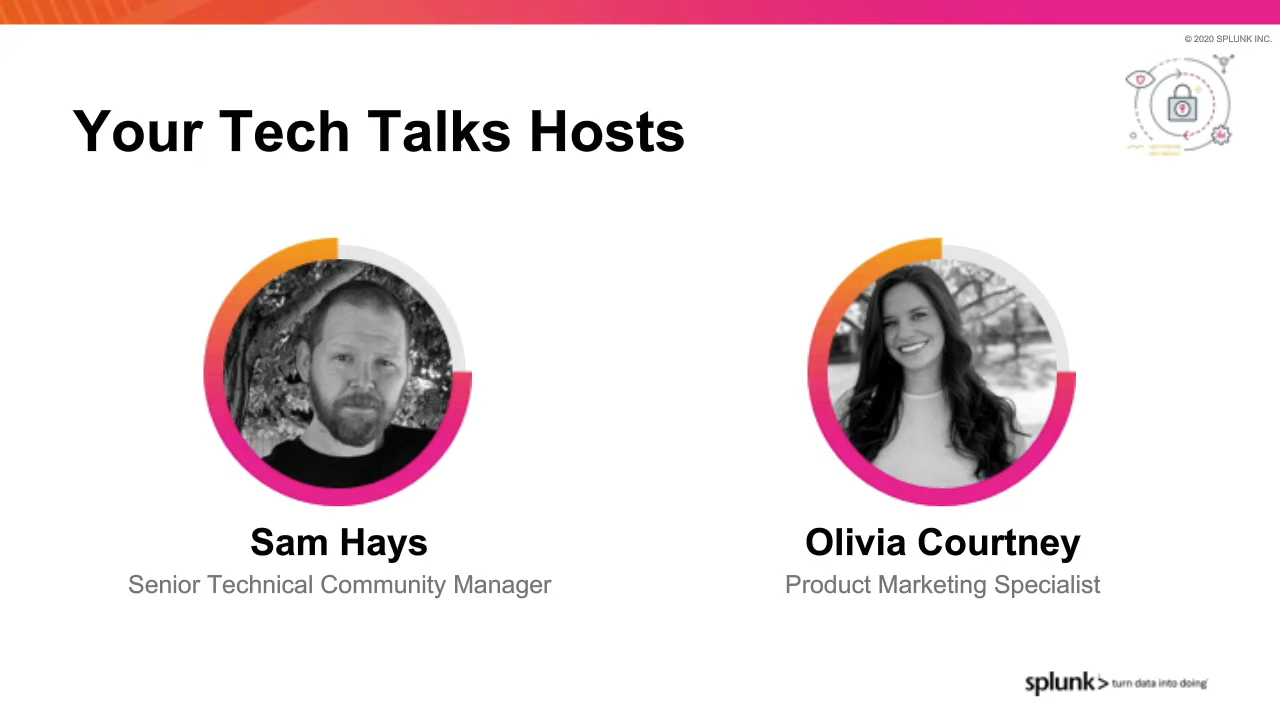 © 2020 SPLUNK INC.
Your Tech Talks Hosts
Sam Hays
Senior Technical Community Manager
Olivia Courtney
Product Marketing Specialist
splunk> turn data into doing